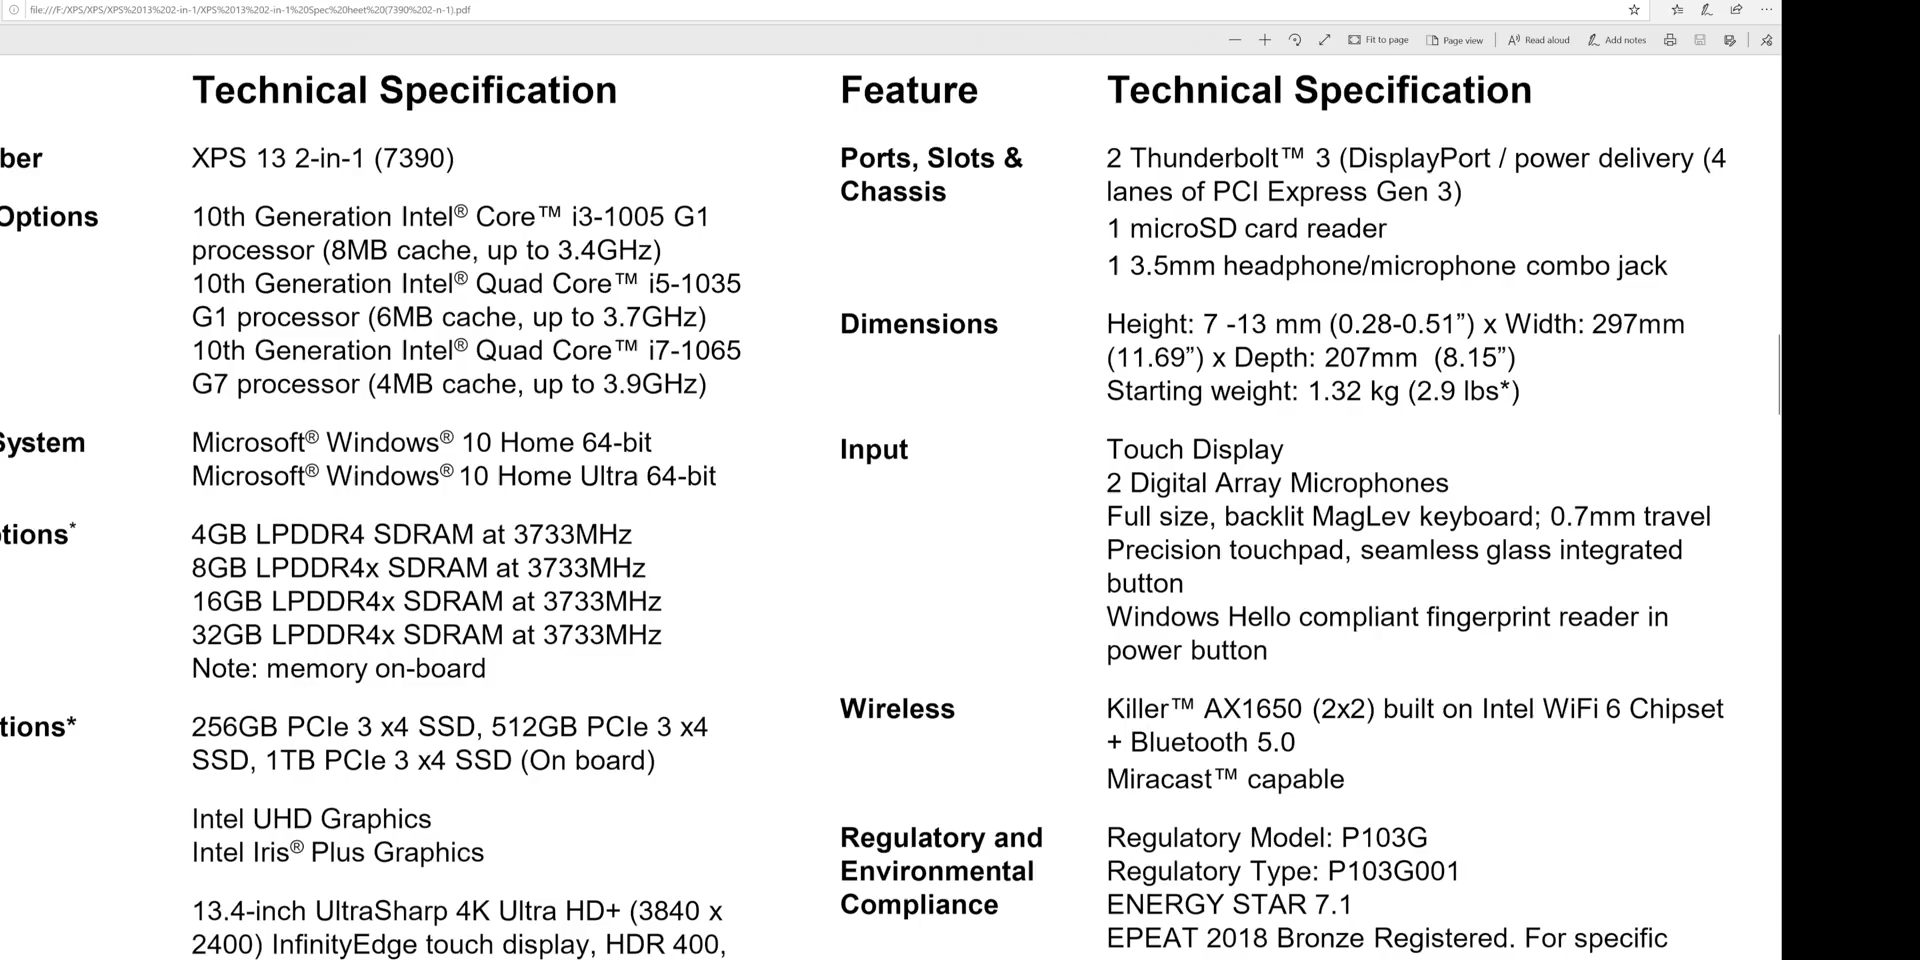 file:///F:/XPS/XPS/XPS%2013%202-in-1/XPS%2013%202-in-1%20Spec%20heet%20(7390%202-n-1).pdf
Fit to page
Page view
Read aloud
Add notes
Technical Specification
ber
XPS 13 2-in-1 (7390)
Options
10th Generation Intel® Core™ i3-1005 G1
processor (8MB cache, up to 3.4GHz)
10th Generation Intel® Quad Core™ i5-1035
G1 processor (6MB cache, up to 3.7GHz)
10th Generation Intel® Quad Core™ i7-1065
G7 processor (4MB cache, up to 3.9GHz)
System
Microsoft® Windows® 10 Home 64-bit
Microsoft® Windows® 10 Home Ultra 64-bit
tions*
4GB LPDDR4 SDRAM at 3733MHz
8GB LPDDR4x SDRAM at 3733MHz
16GB LPDDR4x SDRAM at 3733MHz
32GB LPDDR4x SDRAM at 3733MHz
Note: memory on-board
tions*
256GB PCIe 3 x4 SSD, 512GB PCIe 3 x4
SSD, 1TB PCIe 3 x4 SSD (On board)
Intel UHD Graphics
Intel Iris® Plus Graphics
13.4-inch UltraSharp 4K Ultra HD+ (3840 x
2400) InfinityEdge touch display, HDR 400,
Feature
Technical Specification
Ports, Slots &
Chassis
2 Thunderbolt™ 3 (DisplayPort / power delivery (4
lanes of PCI Express Gen 3)
1 microSD card reader
1 3.5mm headphone/microphone combo jack
Dimensions
Height: 7 -13 mm (0.28-0.51”) x Width: 297mm
(11.69”) x Depth: 207mm (8.15”)
Starting weight: 1.32 kg (2.9 lbs*)
Input
Touch Display
2 Digital Array Microphones
Full size, backlit MagLev keyboard; 0.7mm travel
Precision touchpad, seamless glass integrated
button
Windows Hello compliant fingerprint reader in
power button
Wireless
Killer™ AX1650 (2x2) built on Intel WiFi 6 Chipset
+ Bluetooth 5.0
Miracast™ capable
Regulatory and
Environmental
Compliance
Regulatory Model: P103G
Regulatory Type: P103G001
ENERGY STAR 7.1
EPEAT 2018 Bronze Registered. For specific